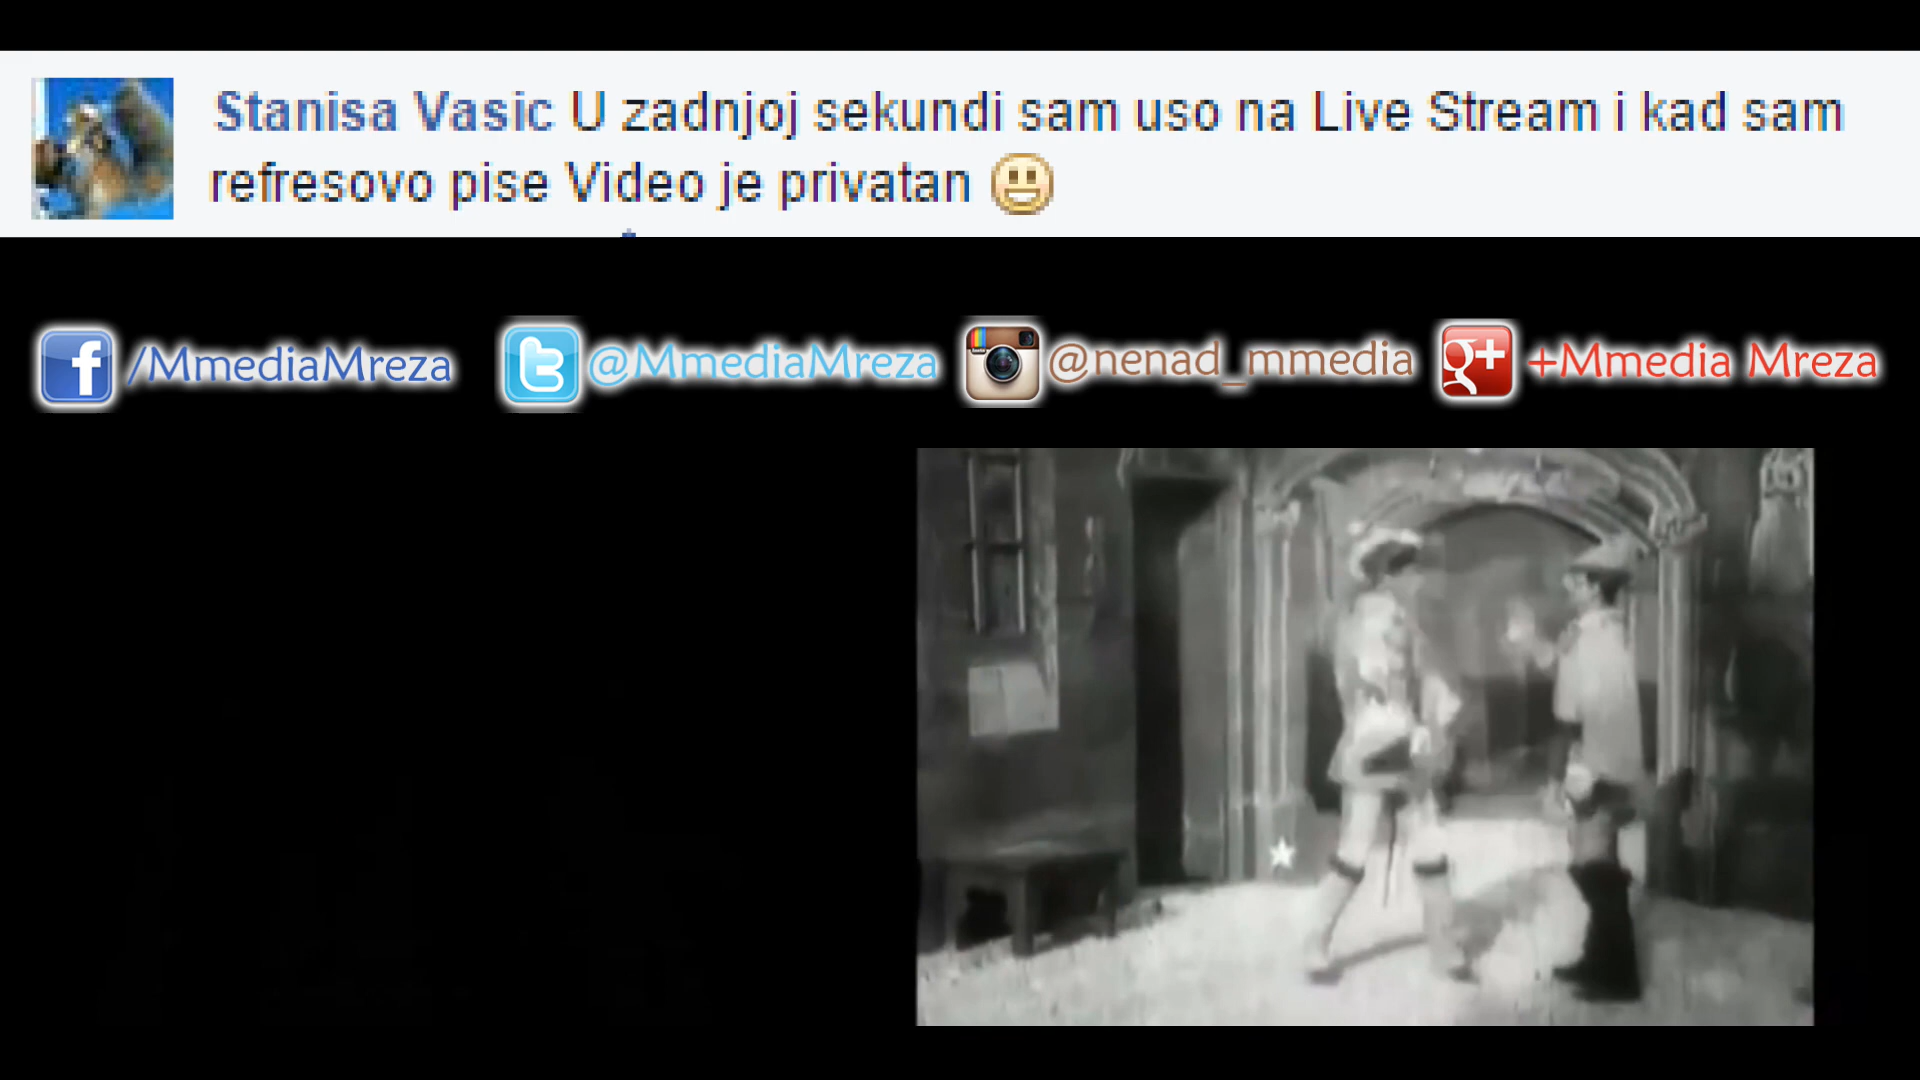 Stanisa Vasic U zadnjoj sekundi sam uso na Live Stream i kad sam
refresovo pise Video je privatan
/MmediaMreza @MmediaMreza @nenad_mmedia +Mmedia Mreza